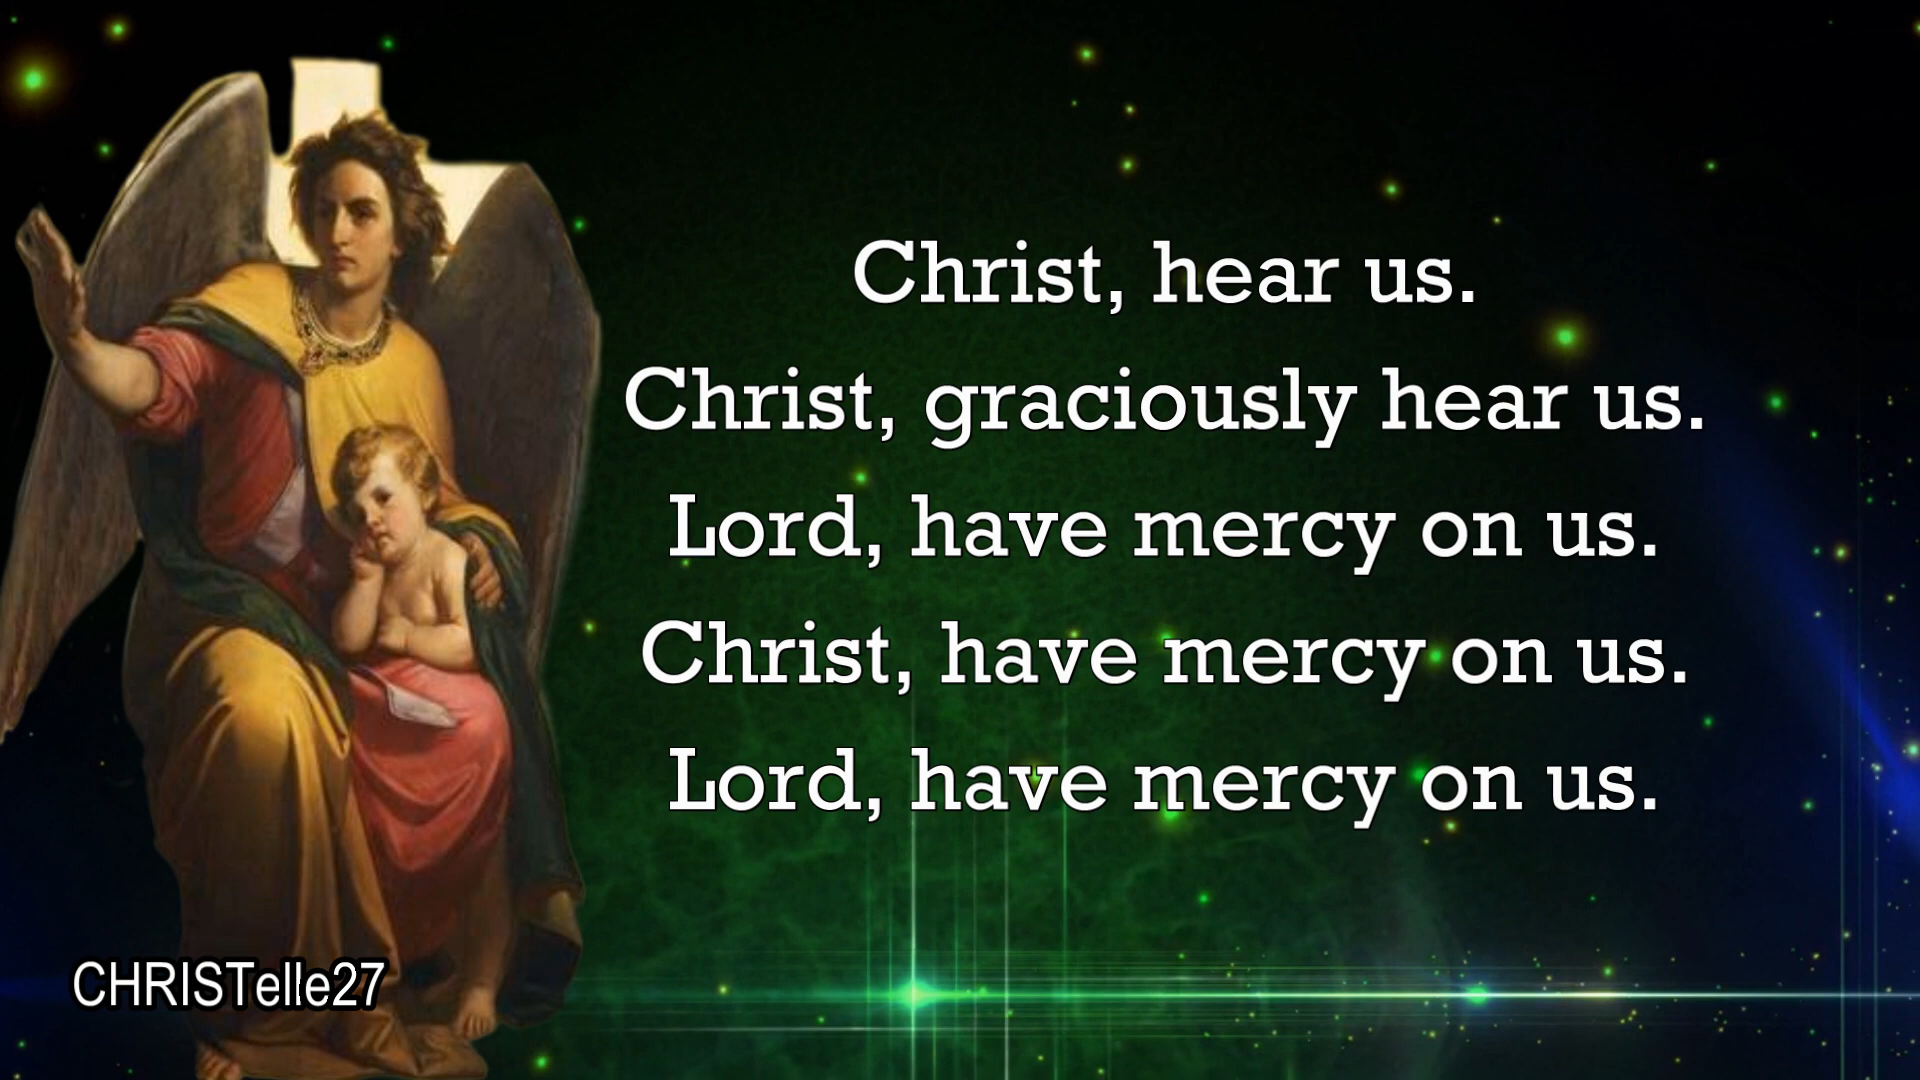 Christ, hear us.
Christ, graciously hear us.
Lord, have mercy on us.
Christ, have mercy on us.
Lord, have mercy on us.
CHRISTelle27